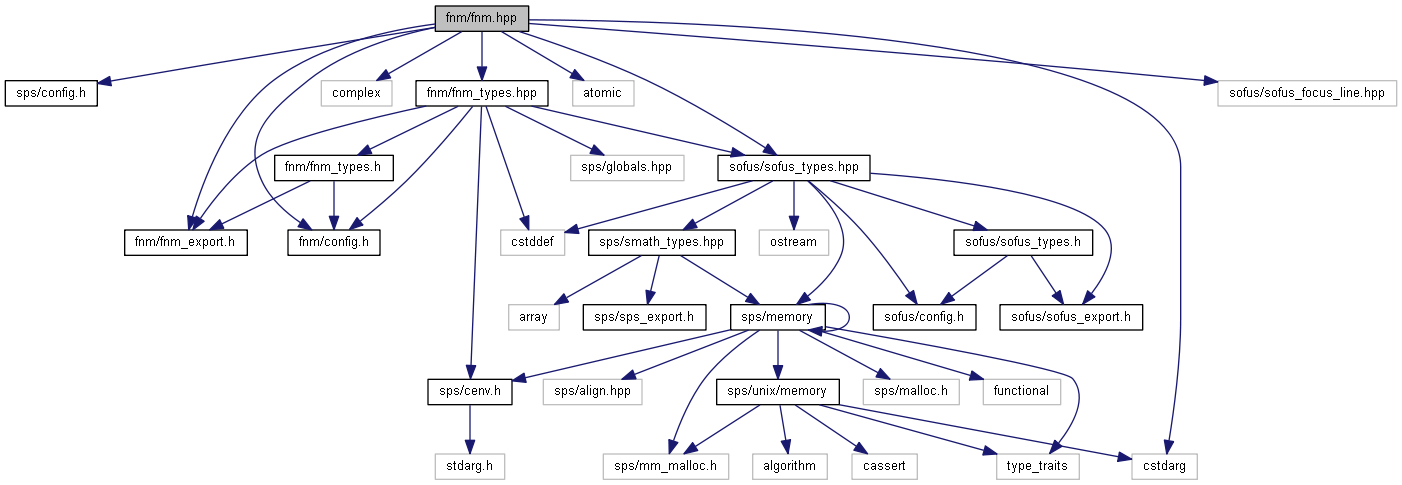 fnm/fnm.hpp
sps/config.h
complex
fnm/fnm_types.hpp
atomic
sofus/sofus_focus_line.hpp
fnm/fnm_types.h
sps/globals.hpp
sofus/sofus_types.hpp
fnm/fnm_export.h
fnm/config.h
cstddef
sps/smath_types.hpp
ostream
sofus/sofus_types.h
array
sps/sps_export.h
sps/memory
sofus/config.h
sofus/sofus_export.h
sps/cenv.h
sps/align.hpp
sps/unix/memory
sps/malloc.h
functional
stdarg.h
sps/mm_malloc.h
algorithm
cassert
type_traits
cstdarg